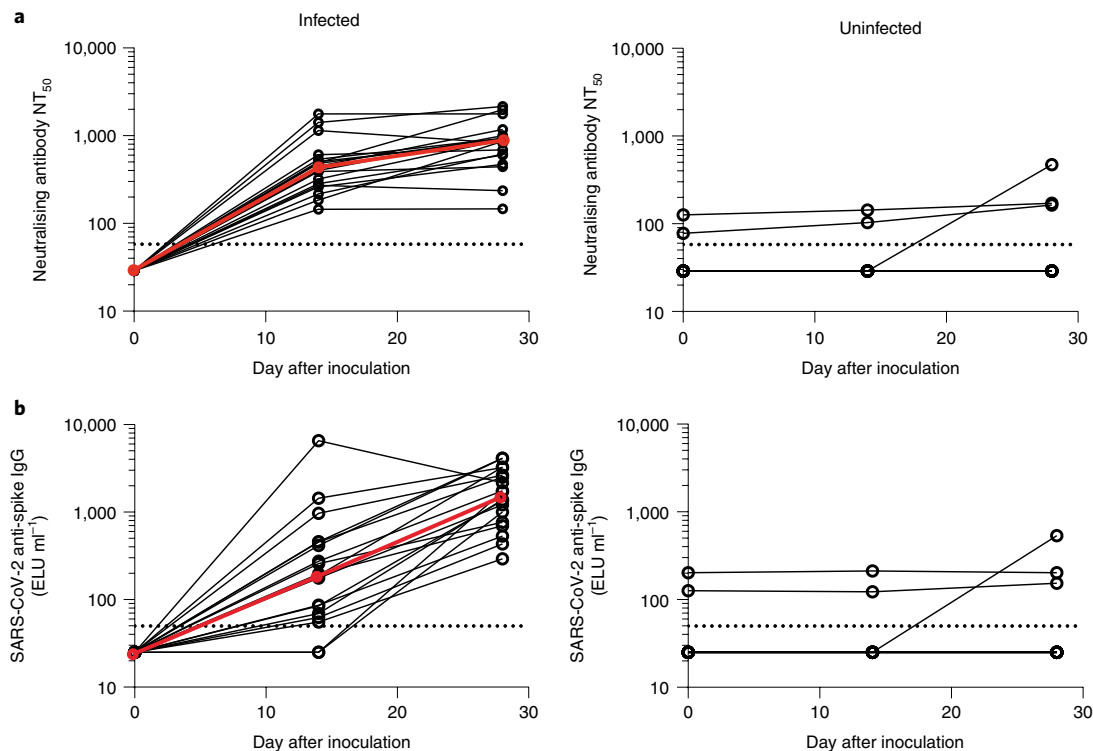 a
Infected
Uninfected
Neutralising antibody NT50
10,000
1,000
100
10
0
10
20
30
Day after inoculation
Neutralising antibody NT50
10,000
1,000
100
10
0
10
20
30
Day after inoculation
b
SARS-CoV-2 anti-spike IgG
(ELU ml−1)
10,000
1,000
100
10
0
10
20
30
Day after inoculation
SARS-CoV-2 anti-spike IgG
(ELU ml−1)
10,000
1,000
100
10
0
10
20
30
Day after inoculation